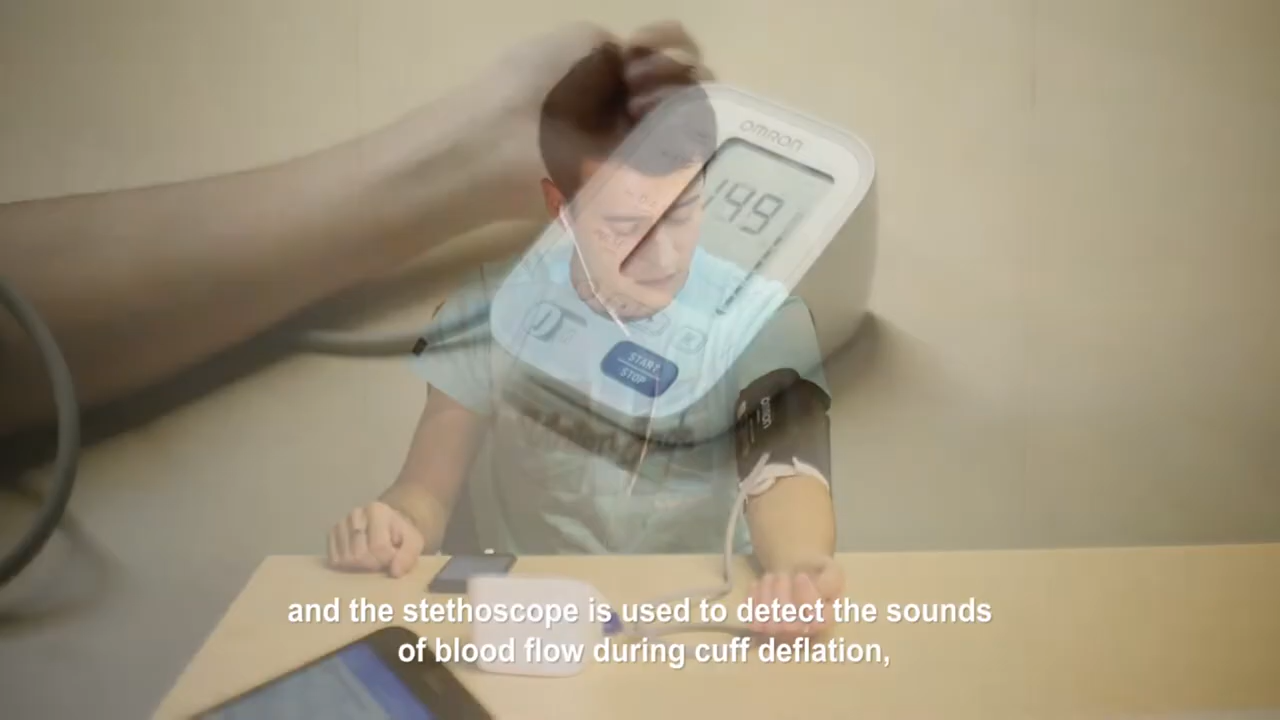 OMRON
199
START
STOP
OMRON
and the stethoscope is used to detect the sounds
of blood flow during cuff deflation,